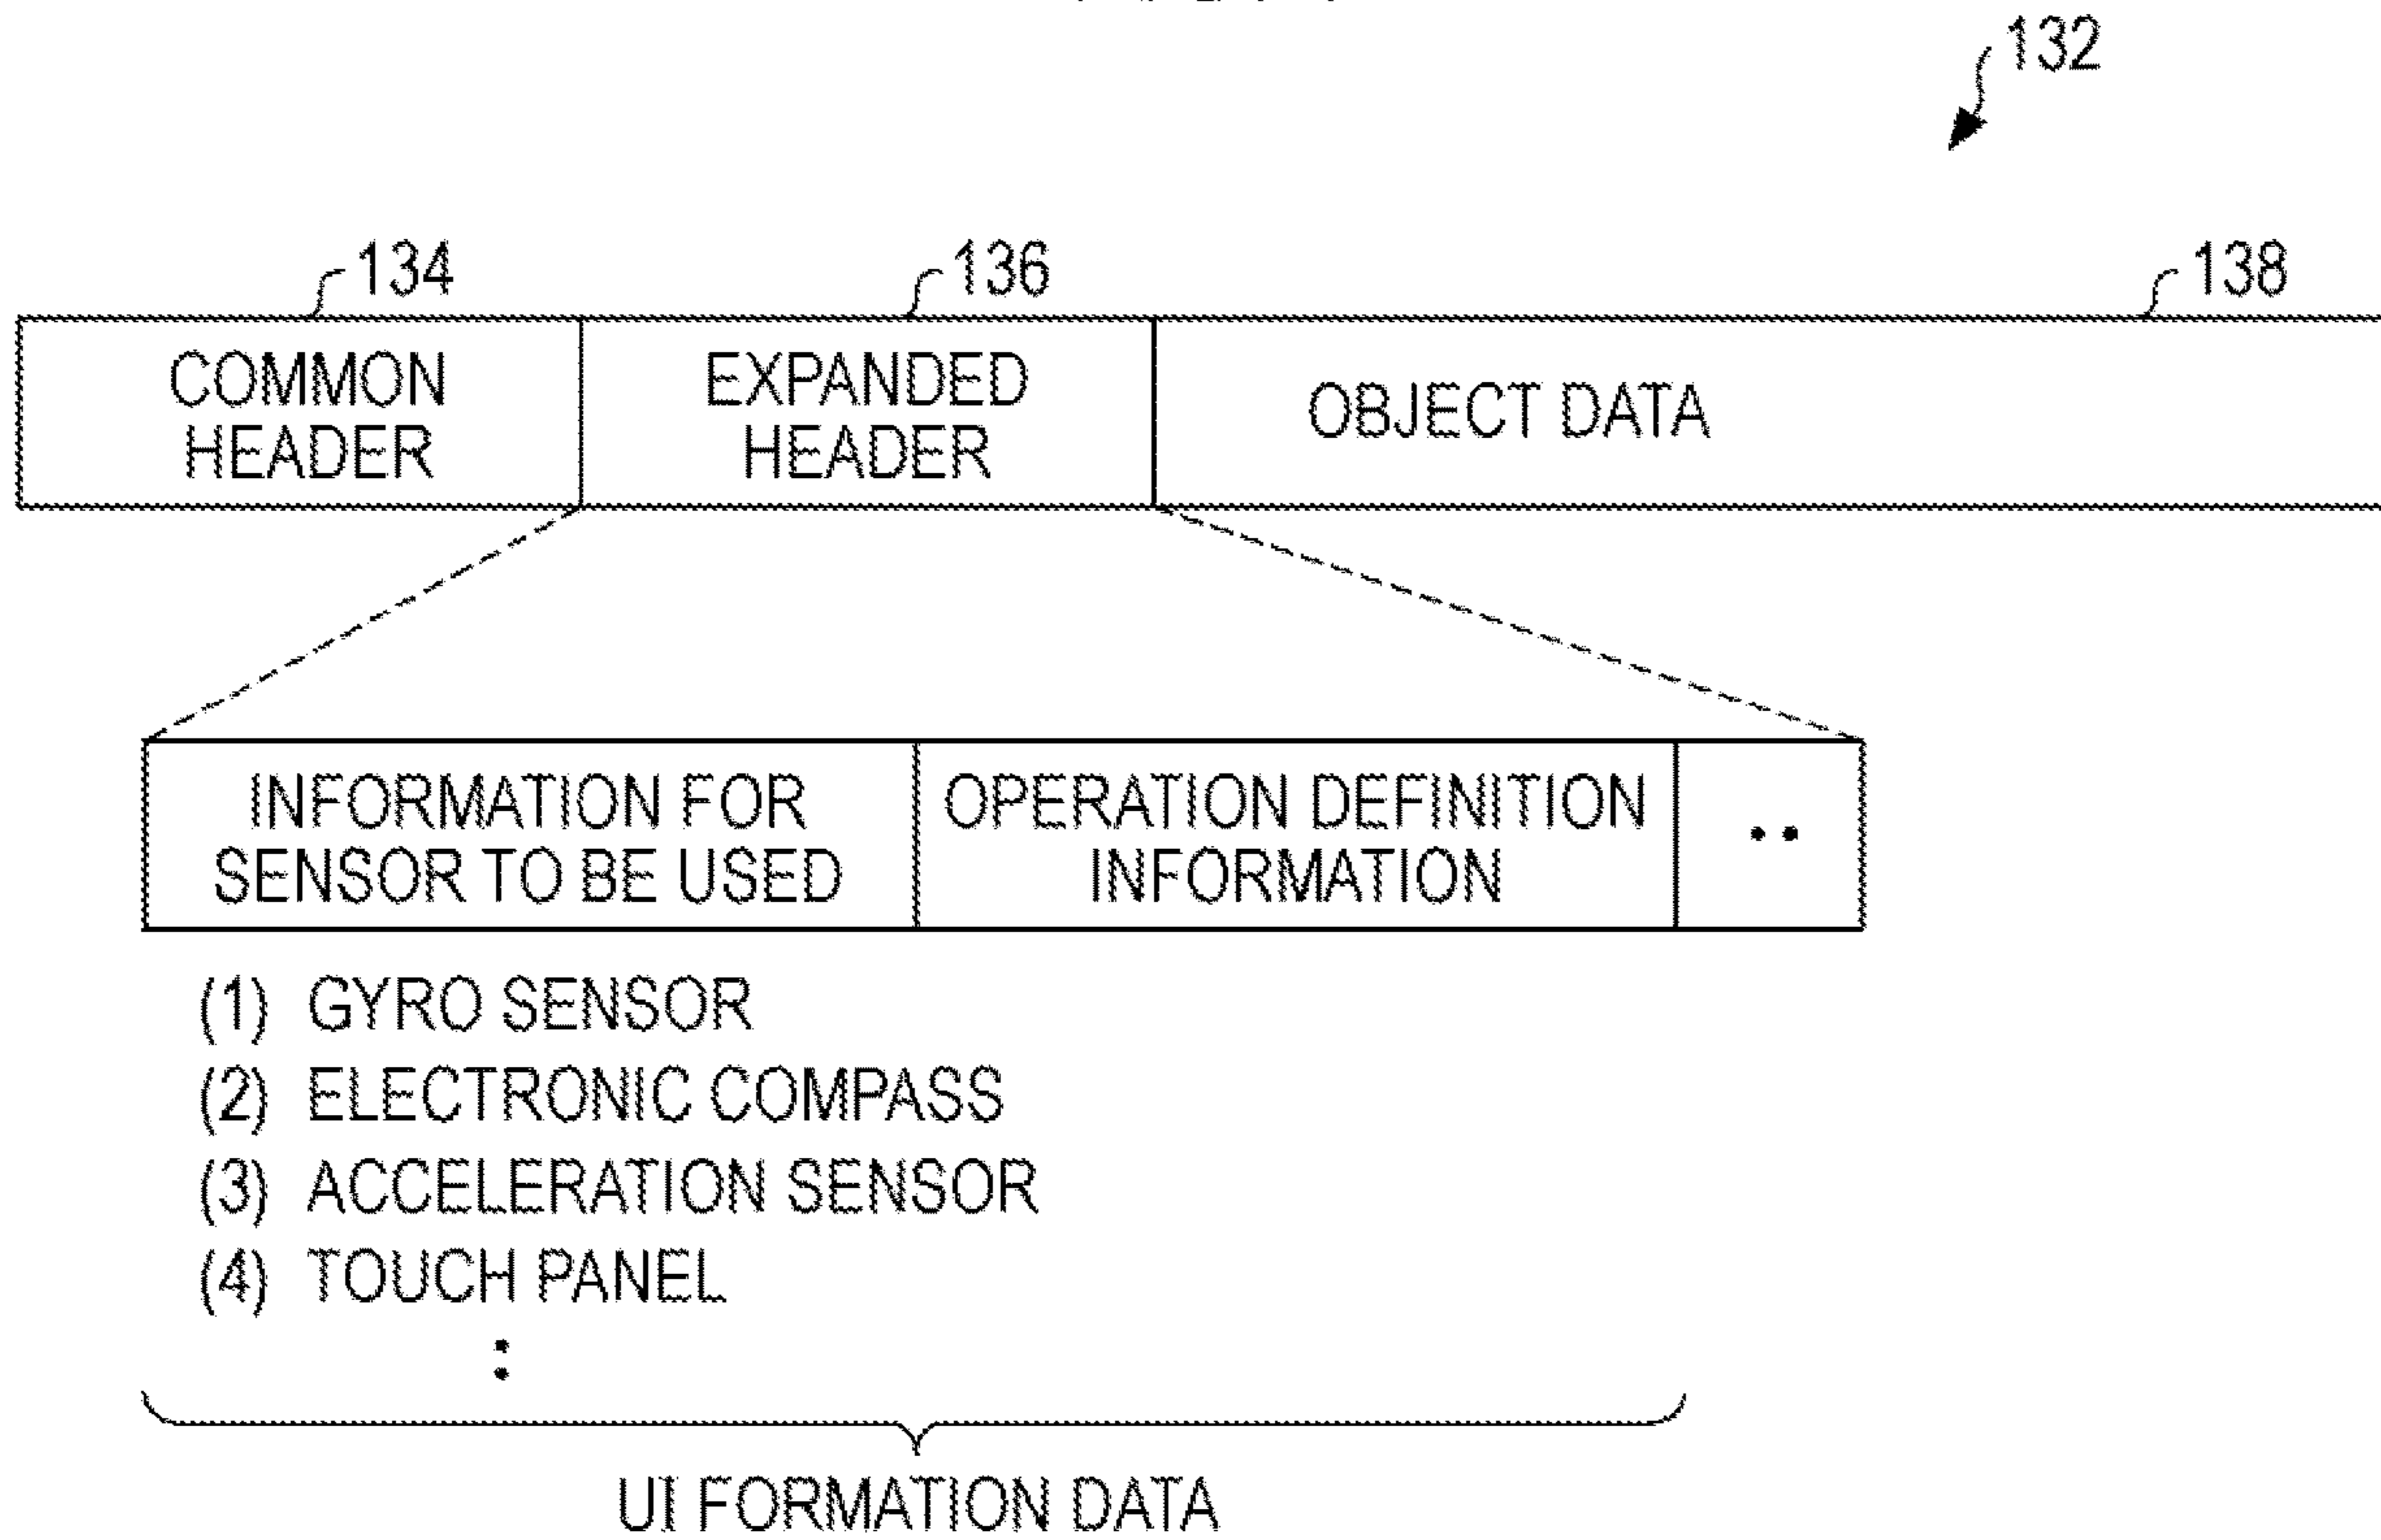 132
134
136
138
COMMON
HEADER
EXPANDED
HEADER
OBJECT DATA
INFORMATION FOR
SENSOR TO BE USED
OPERATION DEFINITION
INFORMATION
(1) GYRO SENSOR
(2) ELECTRONIC COMPASS
(3) ACCELERATION SENSOR
(4) TOUCH PANEL
UI FORMATION DATA